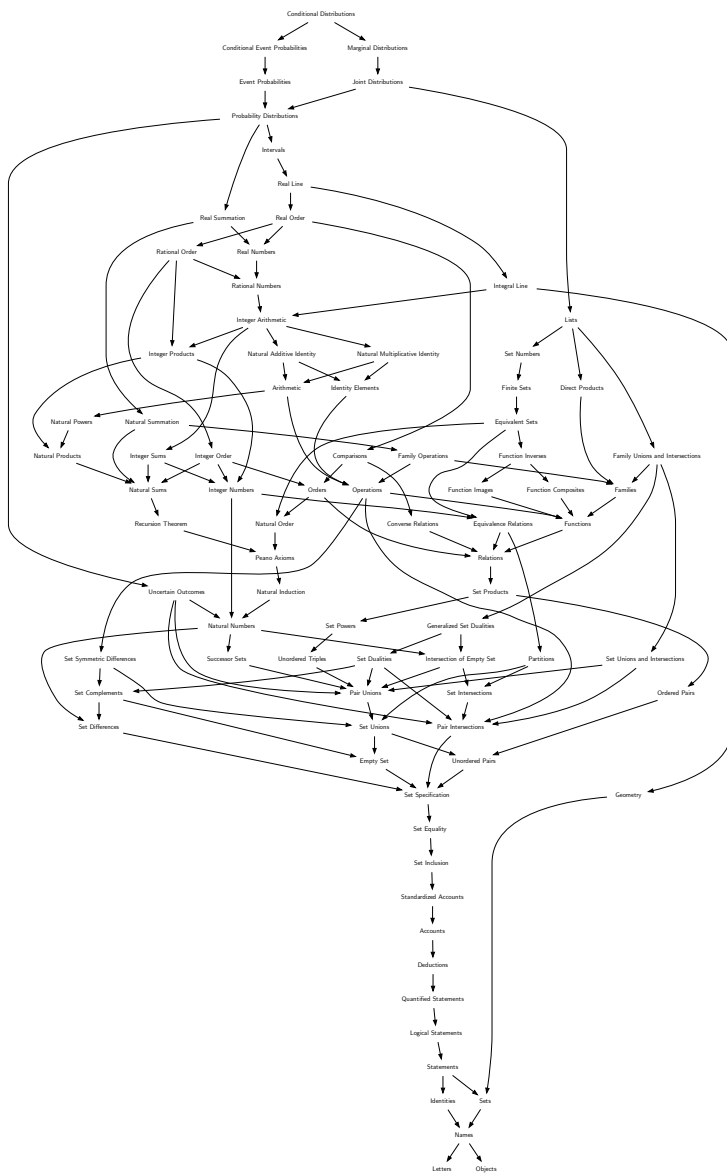 Conditional Distributions
Conditional Event Probabilities
Marginal Distributions
Event Probabilities
Joint Distributions
Probability Distributions
Intervals
Real Line
Real Summation
Real Order
Rational Order
Real Numbers
Rational Numbers
Integral Line
Integer Arithmetic
Lists
Integer Products
Natural Additive Identity
Natural Multiplicative Identity
Set Numbers
Arithmetic
Identity Elements
Finite Sets
Direct Products
Natural Powers
Natural Summation
Equivalent Sets
Natural Products
Integer Sums
Integer Order
Comparisons
Family Operations
Function Inverses
Family Unions and Intersections
Natural Sums
Integer Numbers
Orders
Operations
Function Images
Function Composites
Families
Recursion Theorem
Natural Order
Converse Relations
Equivalence Relations
Functions
Peano Axioms
Relations
Uncertain Outcomes
Natural Induction
Set Products
Natural Numbers
Set Powers
Generalized Set Dualities
Set Symmetric Differences
Successor Sets
Unordered Triples
Set Dualities
Intersection of Empty Set
Partitions
Set Unions and Intersections
Set Complements
Pair Unions
Set Intersections
Ordered Pairs
Set Differences
Set Unions
Pair Intersections
Empty Set
Unordered Pairs
Set Specification
Geometry
Set Equality
Set Inclusion
Standardized Accounts
Accounts
Deductions
Quantified Statements
Logical Statements
Statements
Identities
Sets
Names
Letters
Objects